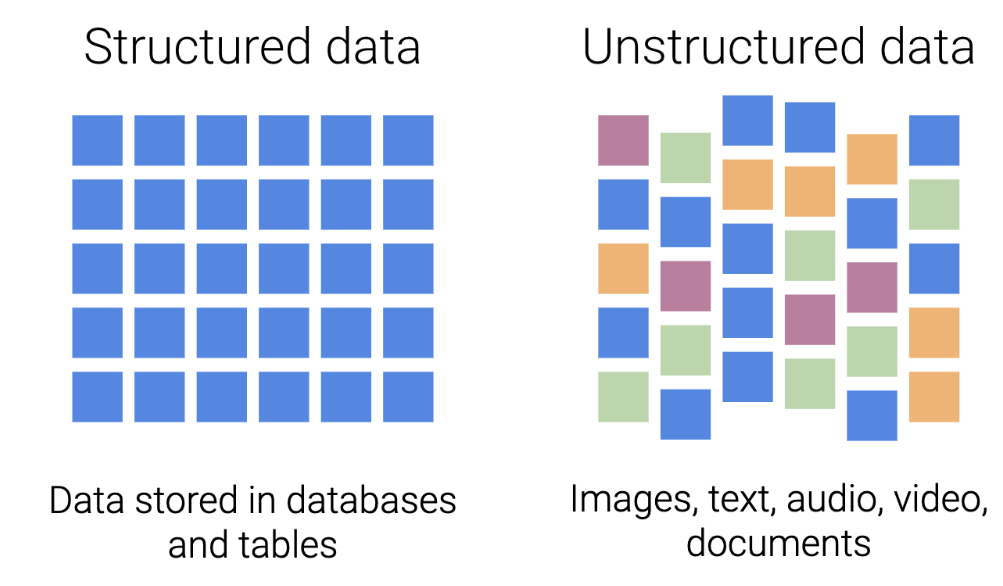 Structured data
Unstructured data
Data stored in databases
and tables
Images, text, audio, video,
documents